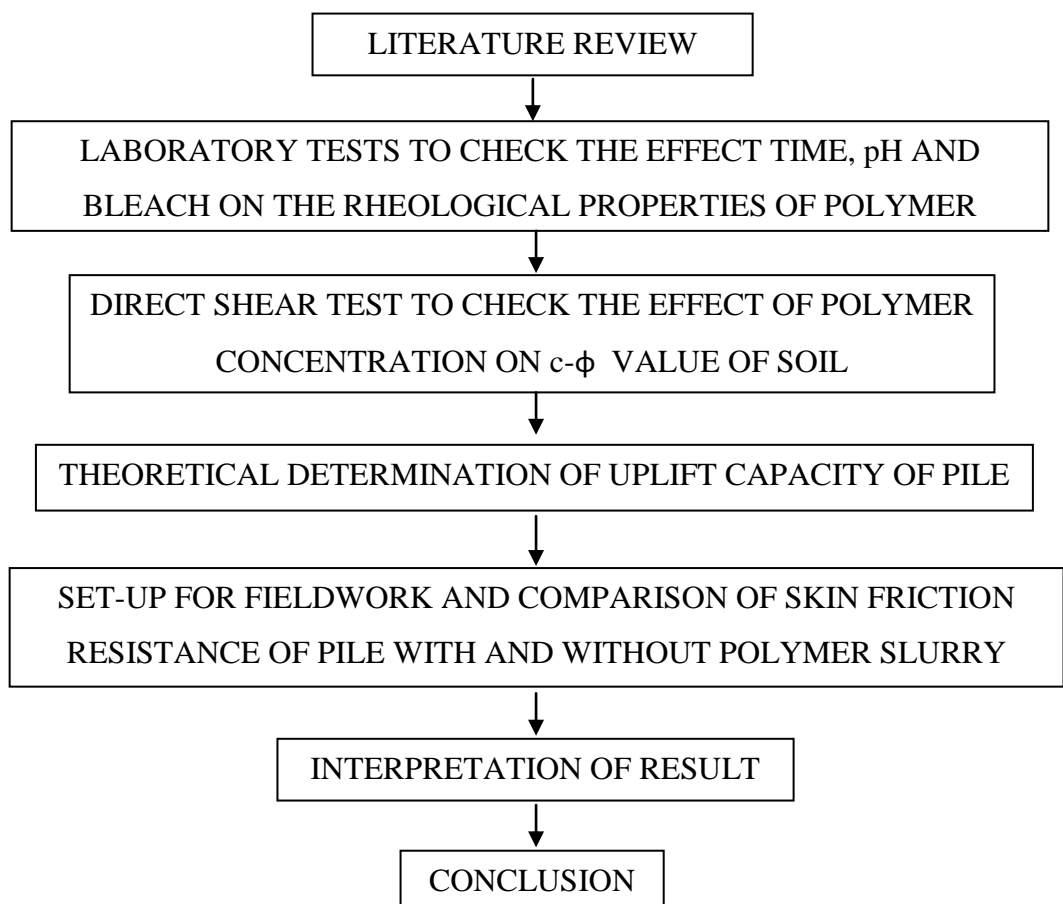 LITERATURE REVIEW
LABORATORY TESTS TO CHECK THE EFFECT TIME, pH AND
BLEACH ON THE RHEOLOGICAL PROPERTIES OF POLYMER
DIRECT SHEAR TEST TO CHECK THE EFFECT OF POLYMER
CONCENTRATION ON c-ϕ VALUE OF SOIL
THEORETICAL DETERMINATION OF UPLIFT CAPACITY OF PILE
SET-UP FOR FIELDWORK AND COMPARISON OF SKIN FRICTION
RESISTANCE OF PILE WITH AND WITHOUT POLYMER SLURRY
INTERPRETATION OF RESULT
CONCLUSION